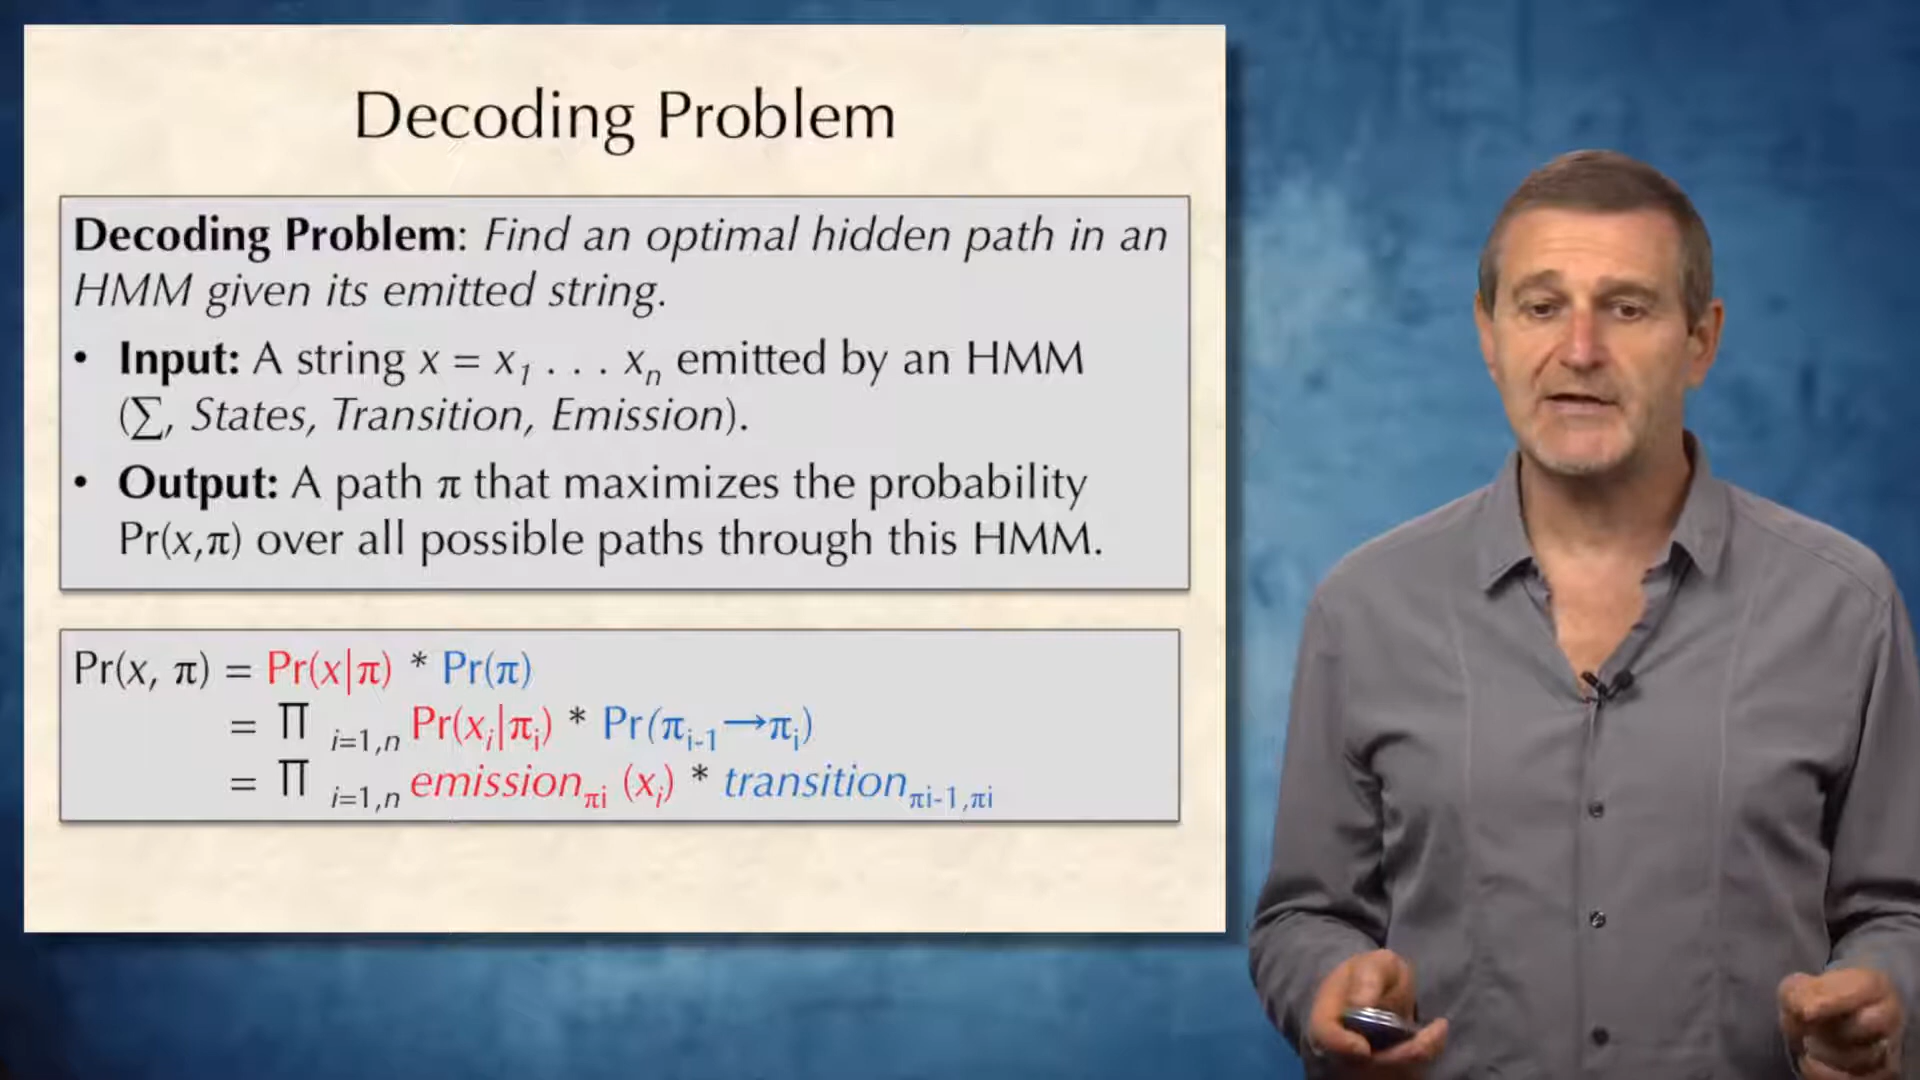 Decoding Problem
Decoding Problem: Find an optimal hidden path in an
HMM given its emitted string.
• Input: A string x = x₁ . . . xₙ emitted by an HMM
(∑, States, Transition, Emission).
• Output: A path π that maximizes the probability
Pr(x,π) over all possible paths through this HMM.
Pr(x, π) = Pr(x|π) * Pr(π)
= ∏ i=1,n Pr(xᵢ|πᵢ) * Pr(πi-1→πᵢ)
= ∏ i=1,n emissionπi (xᵢ) * transitionπi-1,πi